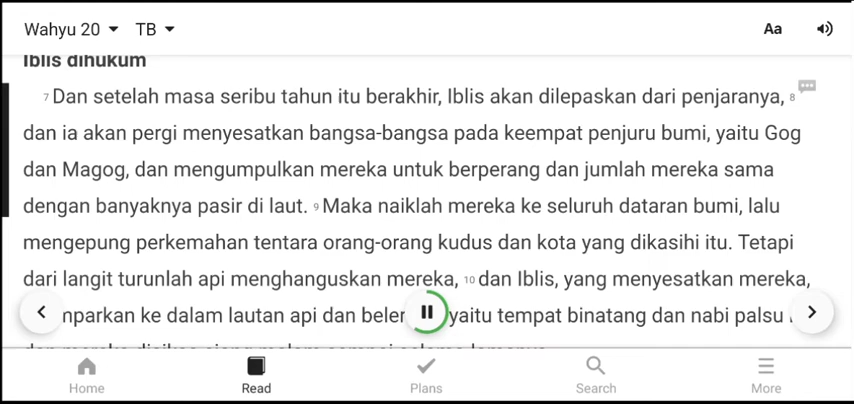 Wahyu 20 TB Aa
Iblis dihukum
7 Dan setelah masa seribu tahun itu berakhir, Iblis akan dilepaskan dari penjaranya, 8
dan ia akan pergi menyesatkan bangsa-bangsa pada keempat penjuru bumi, yaitu Gog
dan Magog, dan mengumpulkan mereka untuk berperang dan jumlah mereka sama
dengan banyaknya pasir di laut. 9 Maka naiklah mereka ke seluruh dataran bumi, lalu
mengepung perkemahan tentara orang-orang kudus dan kota yang dikasihi itu. Tetapi
dari langit turunlah api menghanguskan mereka, 10 dan Iblis, yang menyesatkan mereka,
mparkan ke dalam lautan api dan beler yaitu tempat binatang dan nabi palsu
Home Read Plans Search More